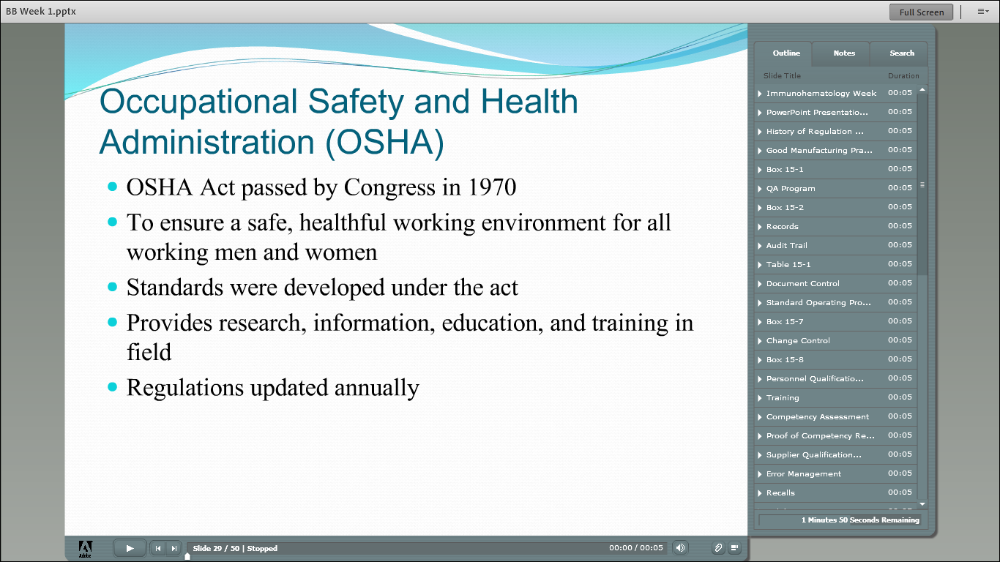 BB Week 1.pptx
Full Screen
Occupational Safety and Health
Administration (OSHA)
OSHA Act passed by Congress in 1970
To ensure a safe, healthful working environment for all
working men and women
Standards were developed under the act
Provides research, information, education, and training in
field
Regulations updated annually
Outline Notes Search
Slide Title Duration
Immunohematology Week 00:05
PowerPoint Presentatio... 00:05
History of Regulation ... 00:05
Good Manufacturing Pra... 00:05
Box 15-1 00:05
QA Program 00:05
Box 15-2 00:05
Records 00:05
Audit Trail 00:05
Table 15-1 00:05
Document Control 00:05
Standard Operating Pro... 00:05
Box 15-7 00:05
Change Control 00:05
Box 15-8 00:05
Personnel Qualificatio... 00:05
Training 00:05
Competency Assessment 00:05
Proof of Competency Re... 00:05
Supplier Qualification... 00:05
Error Management 00:05
Recalls 00:05
1 Minutes 50 Seconds Remaining
Adobe
Slide 29 / 50 | Stopped 00:00 / 00:05